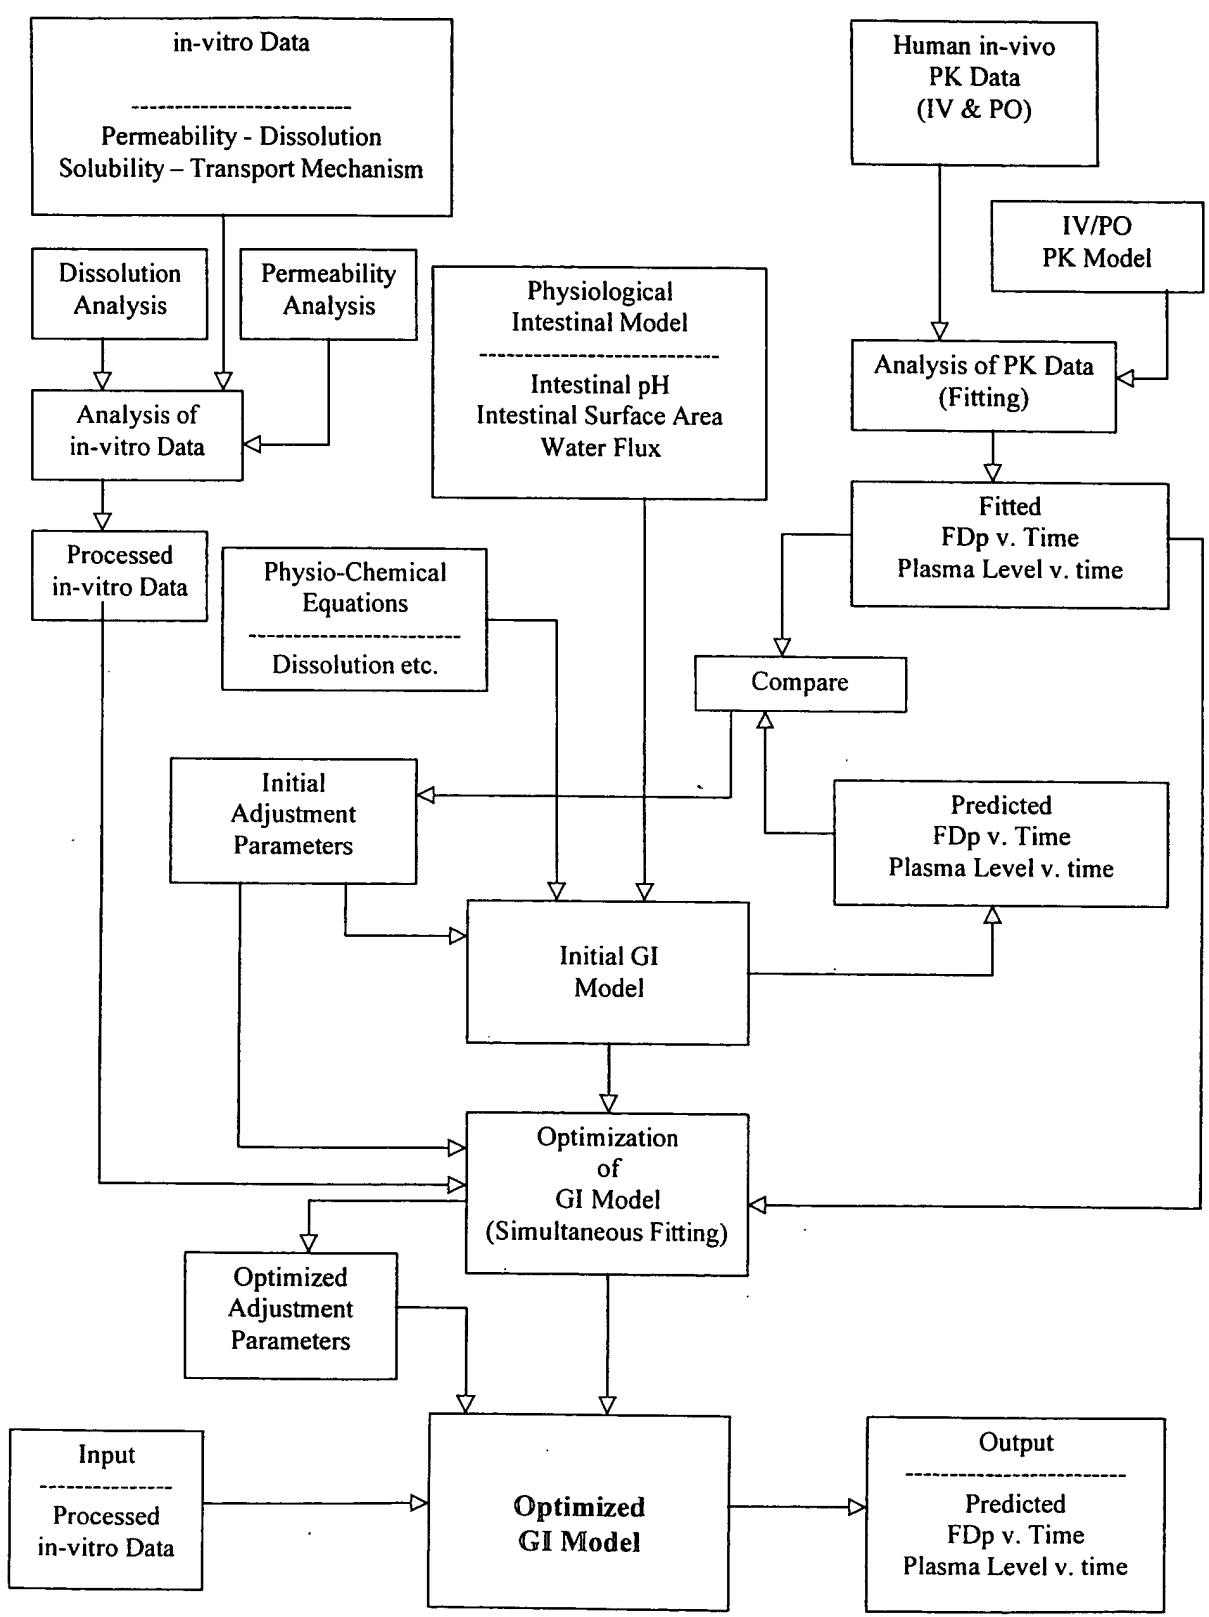 in-vitro Data
Permeability - Dissolution
Solubility – Transport Mechanism
Human in-vivo
PK Data
(IV & PO)
IV/PO
PK Model
Dissolution
Analysis
Permeability
Analysis
Physiological
Intestinal Model
Intestinal pH
Intestinal Surface Area
Water Flux
Analysis of PK Data
(Fitting)
Analysis of
in-vitro Data
Fitted
FDp v. Time
Plasma Level v. time
Processed
in-vitro Data
Physio-Chemical
Equations
Dissolution etc.
Compare
Initial
Adjustment
Parameters
Predicted
FDp v. Time
Plasma Level v. time
Initial GI
Model
Optimization
of
GI Model
(Simultaneous Fitting)
Optimized
Adjustment
Parameters
Input
Processed
in-vitro Data
Optimized
GI Model
Output
Predicted
FDp v. Time
Plasma Level v. time